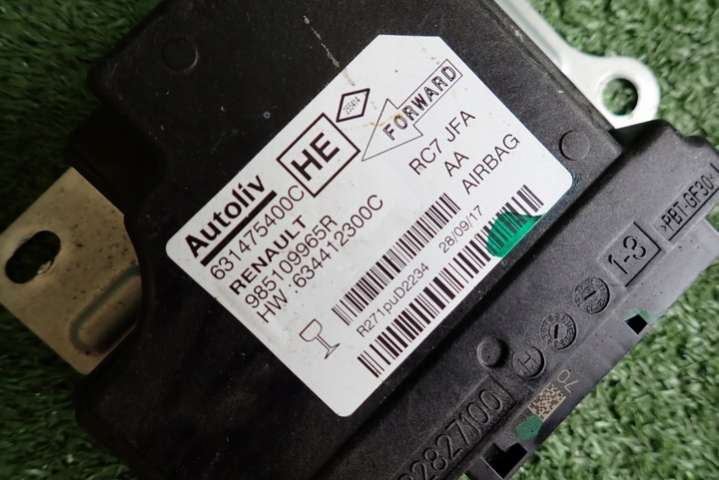 Autoliv
631475400C
RENAULT
985109965R
HW :634412300C
HE
FORWARD
RC7 JFA
AA
AIRBAG
R271puD2234 28/09/17
>PBT-GF30<
1-3
2827100